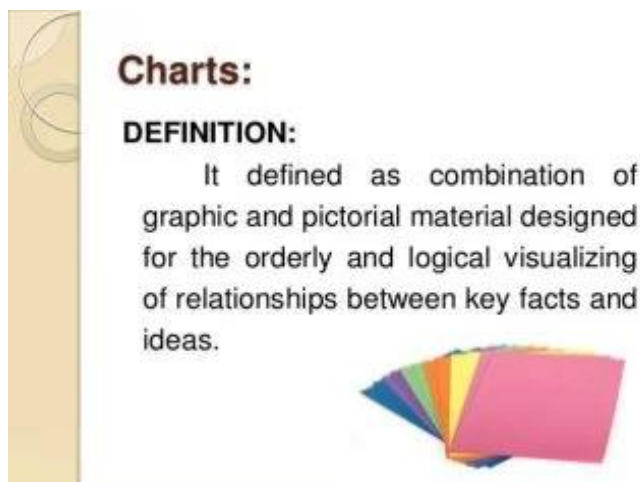 Charts:
DEFINITION:
It defined as combination of
graphic and pictorial material designed
for the orderly and logical visualizing
of relationships between key facts and
ideas.